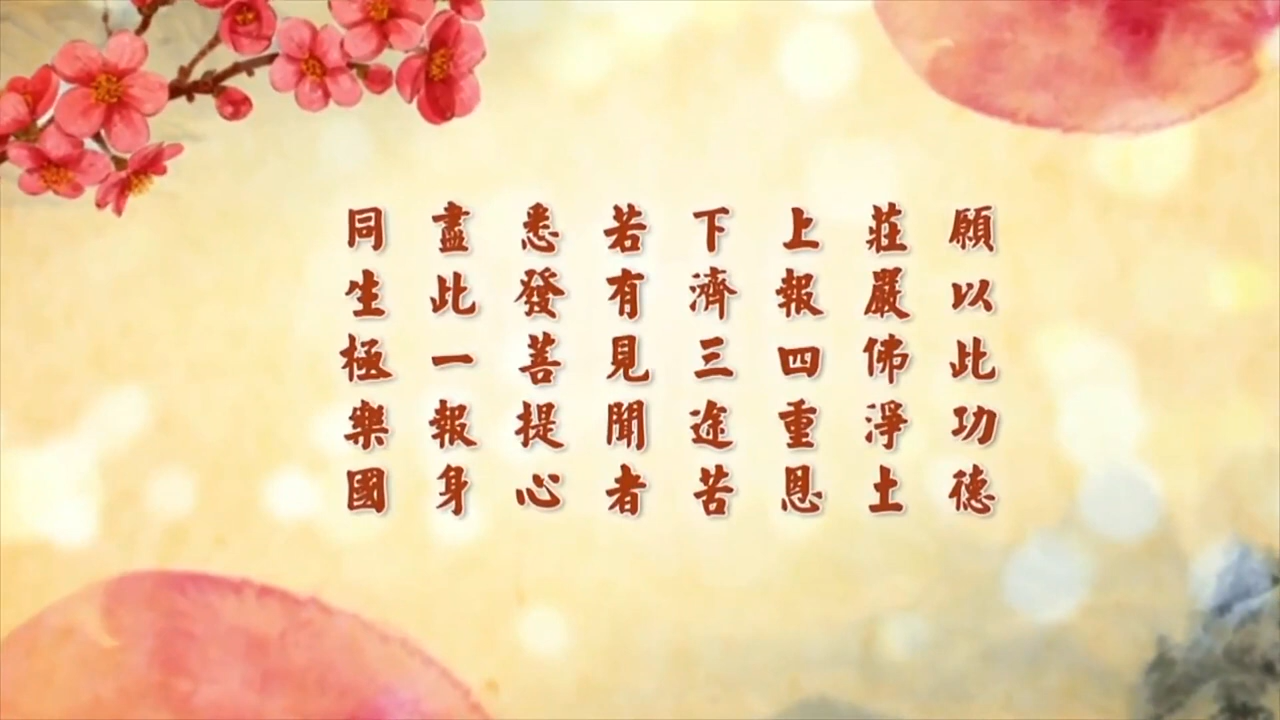 願以此功德
莊嚴佛淨土
上報四重恩
下濟三途苦
若有見聞者
悉發菩提心
盡此一報身
同生極樂國